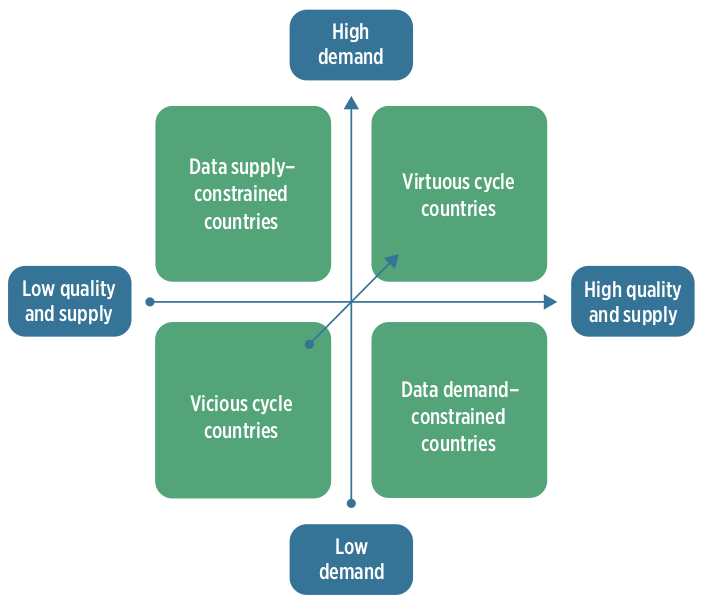 High
demand
Data supply–
constrained
countries
Virtuous cycle
countries
Low quality
and supply
High quality
and supply
Vicious cycle
countries
Data demand–
constrained
countries
Low
demand